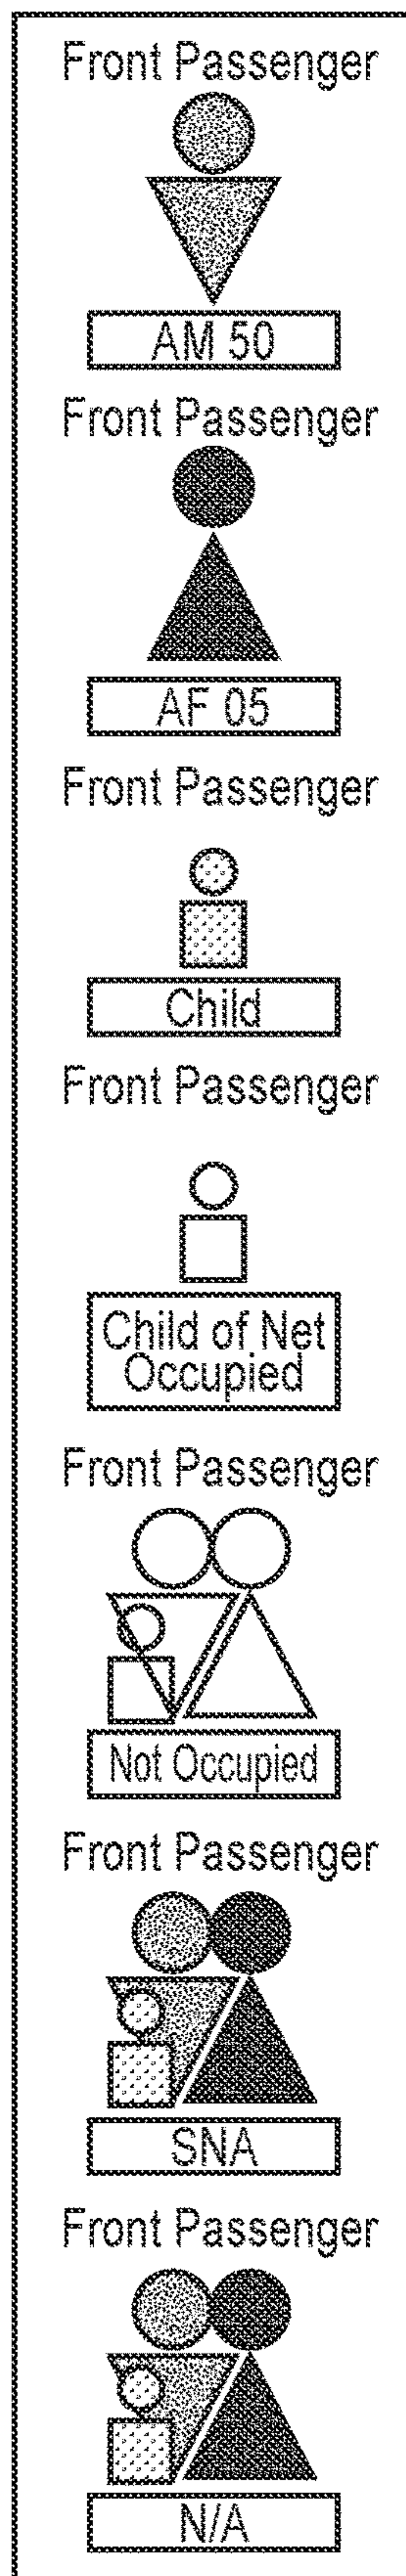 Front Passenger
AM 50
Front Passenger
AF 05
Front Passenger
Child
Front Passenger
Child of Net
Occupied
Front Passenger
Not Occupied
Front Passenger
SNA
Front Passenger
N/A